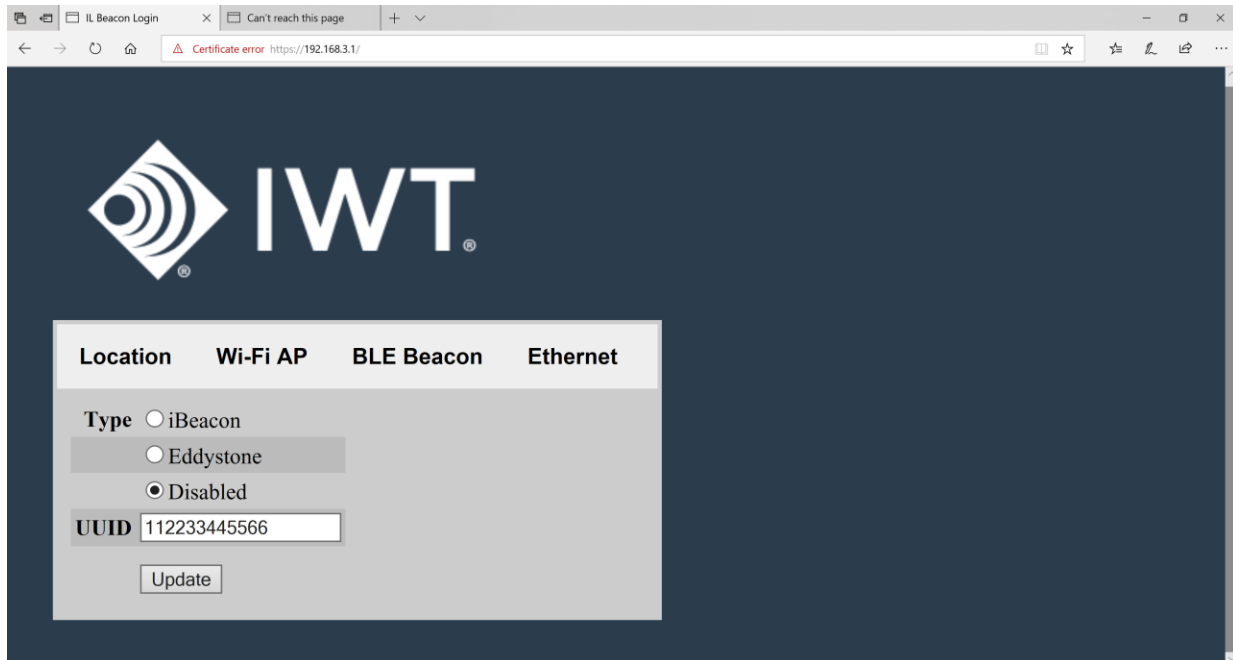 IL Beacon Login
Can't reach this page
Certificate error https://192.168.3.1/
IWT®
®
Location Wi-Fi AP BLE Beacon Ethernet
Type iBeacon
Eddystone
Disabled
UUID 112233445566
Update